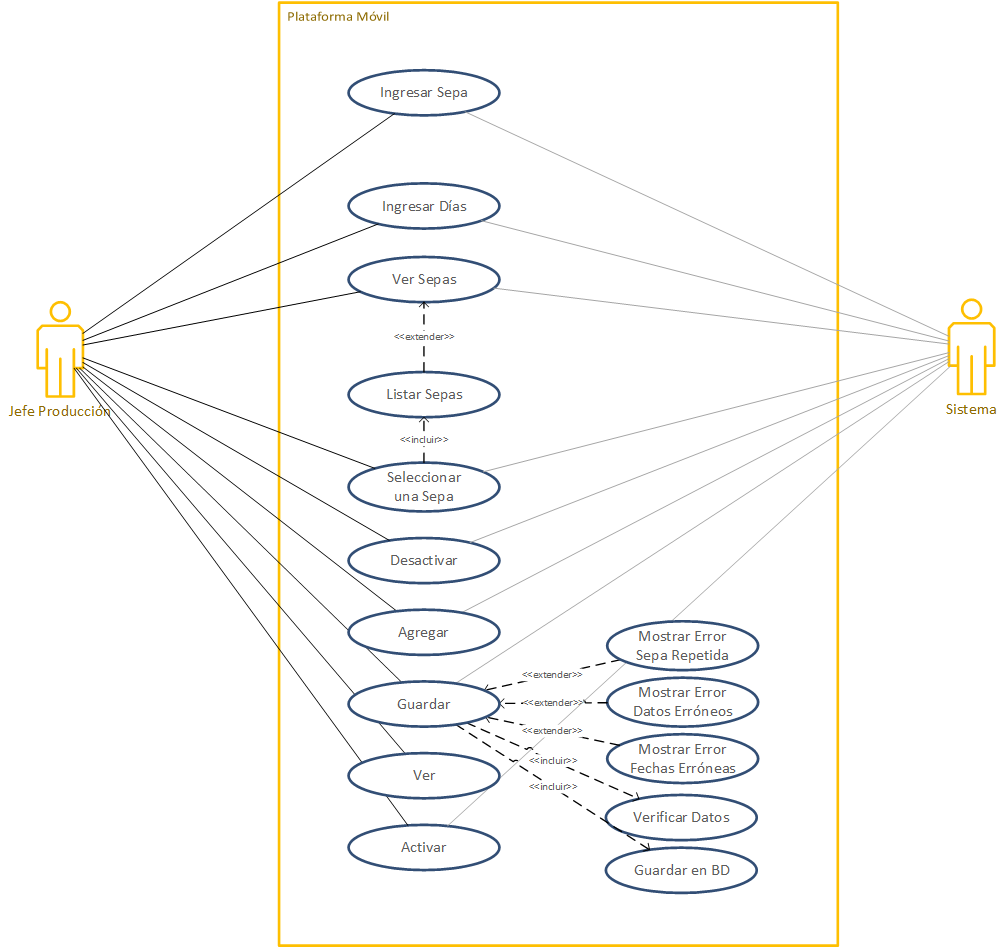 Plataforma Móvil
Ingresar Sepa
Ingresar Días
Ver Sepas
<<extender>>
Listar Sepas
<<incluir>>
Seleccionar
una Sepa
Desactivar
Agregar
Guardar
Ver
Activar
Jefe Producción
Sistema
Mostrar Error
Sepa Repetida
<<extender>>
Mostrar Error
Datos Erróneos
<<extender>>
Mostrar Error
Fechas Erróneas
<<extender>>
<<incluir>>
Verificar Datos
<<incluir>>
Guardar en BD